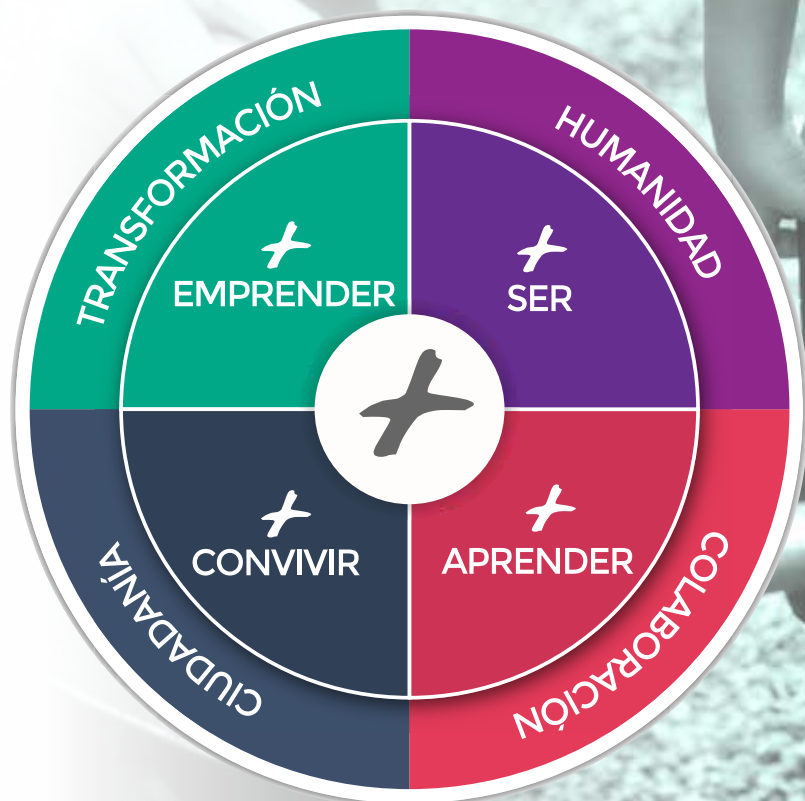 TRANSFORMACIÓN
HUMANIDAD
+
EMPRENDER
+
SER
+
+
CONVIVIR
+
APRENDER
CIUDADANÍA
COLABORACIÓN